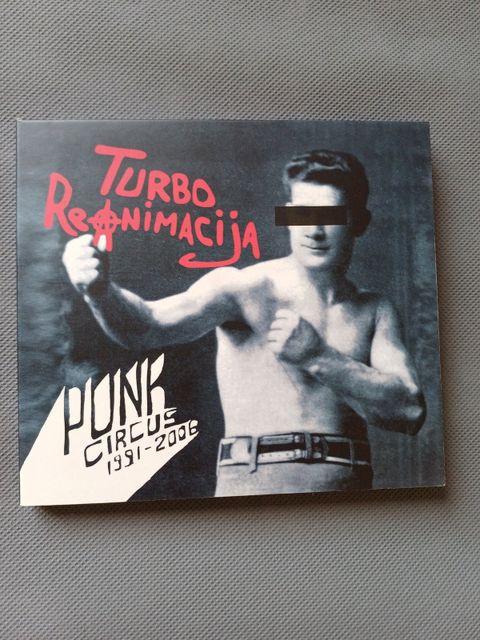 TURBO
ReAnimacija
PUNK
CIRCUS
1991-2006